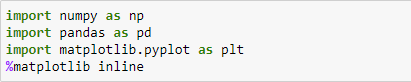 import numpy as np
import pandas as pd
import matplotlib.pyplot as plt
%matplotlib inline